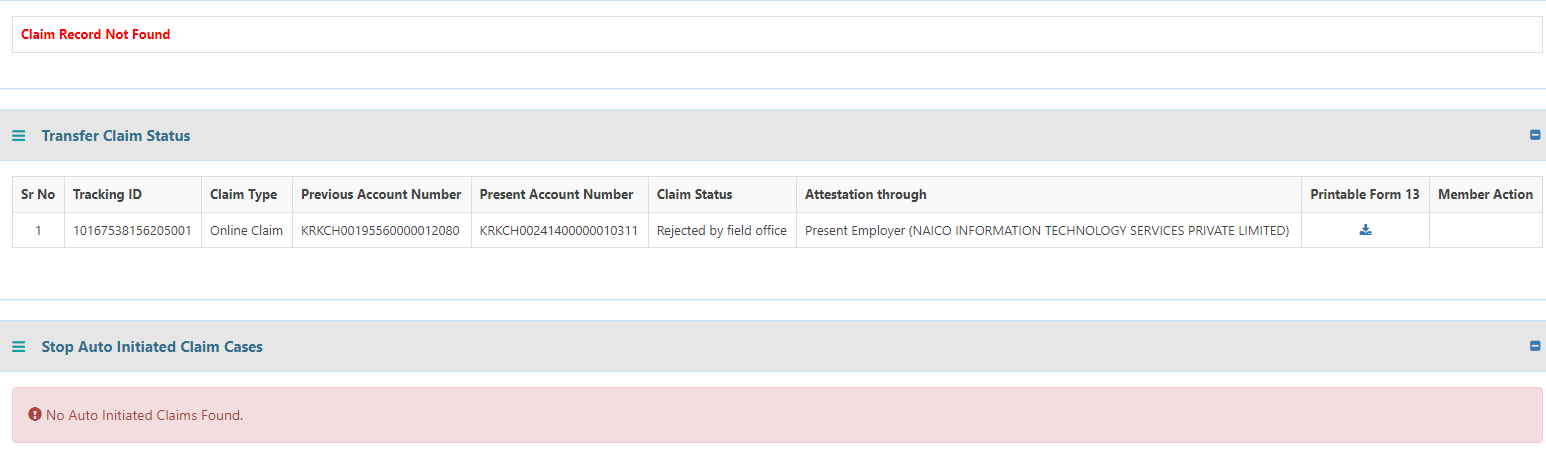 Claim Record Not Found
Transfer Claim Status
Sr No Tracking ID Claim Type Previous Account Number Present Account Number Claim Status Attestation through Printable Form 13 Member Action
1 10167538156205001 Online Claim KRKCH00195560000012080 KRKCH00241400000010311 Rejected by field office Present Employer (NAICO INFORMATION TECHNOLOGY SERVICES PRIVATE LIMITED)
Stop Auto Initiated Claim Cases
No Auto Initiated Claims Found.